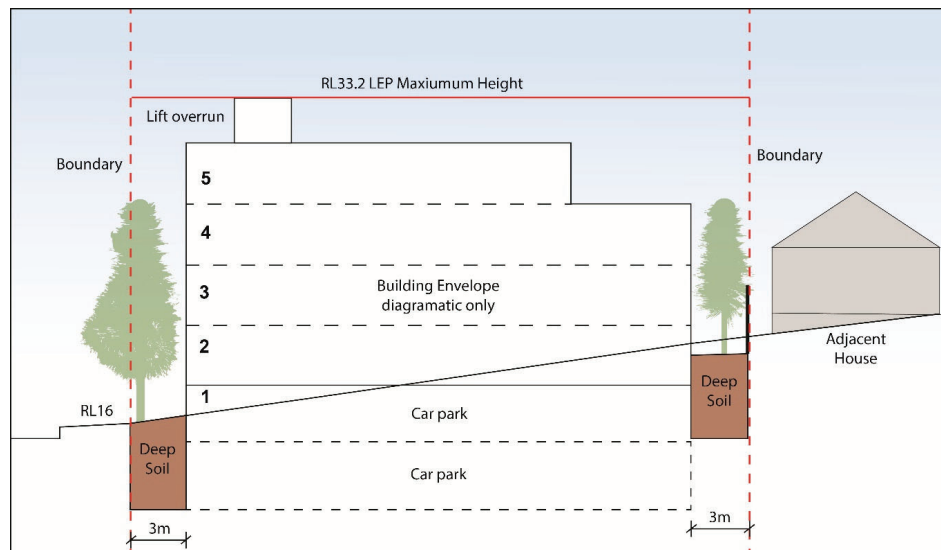 RL33.2 LEP Maxiumum Height
Lift overrun
Boundary
Boundary
5
4
3
Building Envelope
diagramatic only
2
Adjacent
House
1
RL16
Car park
Deep
Soil
Deep
Soil
Car park
3m
3m